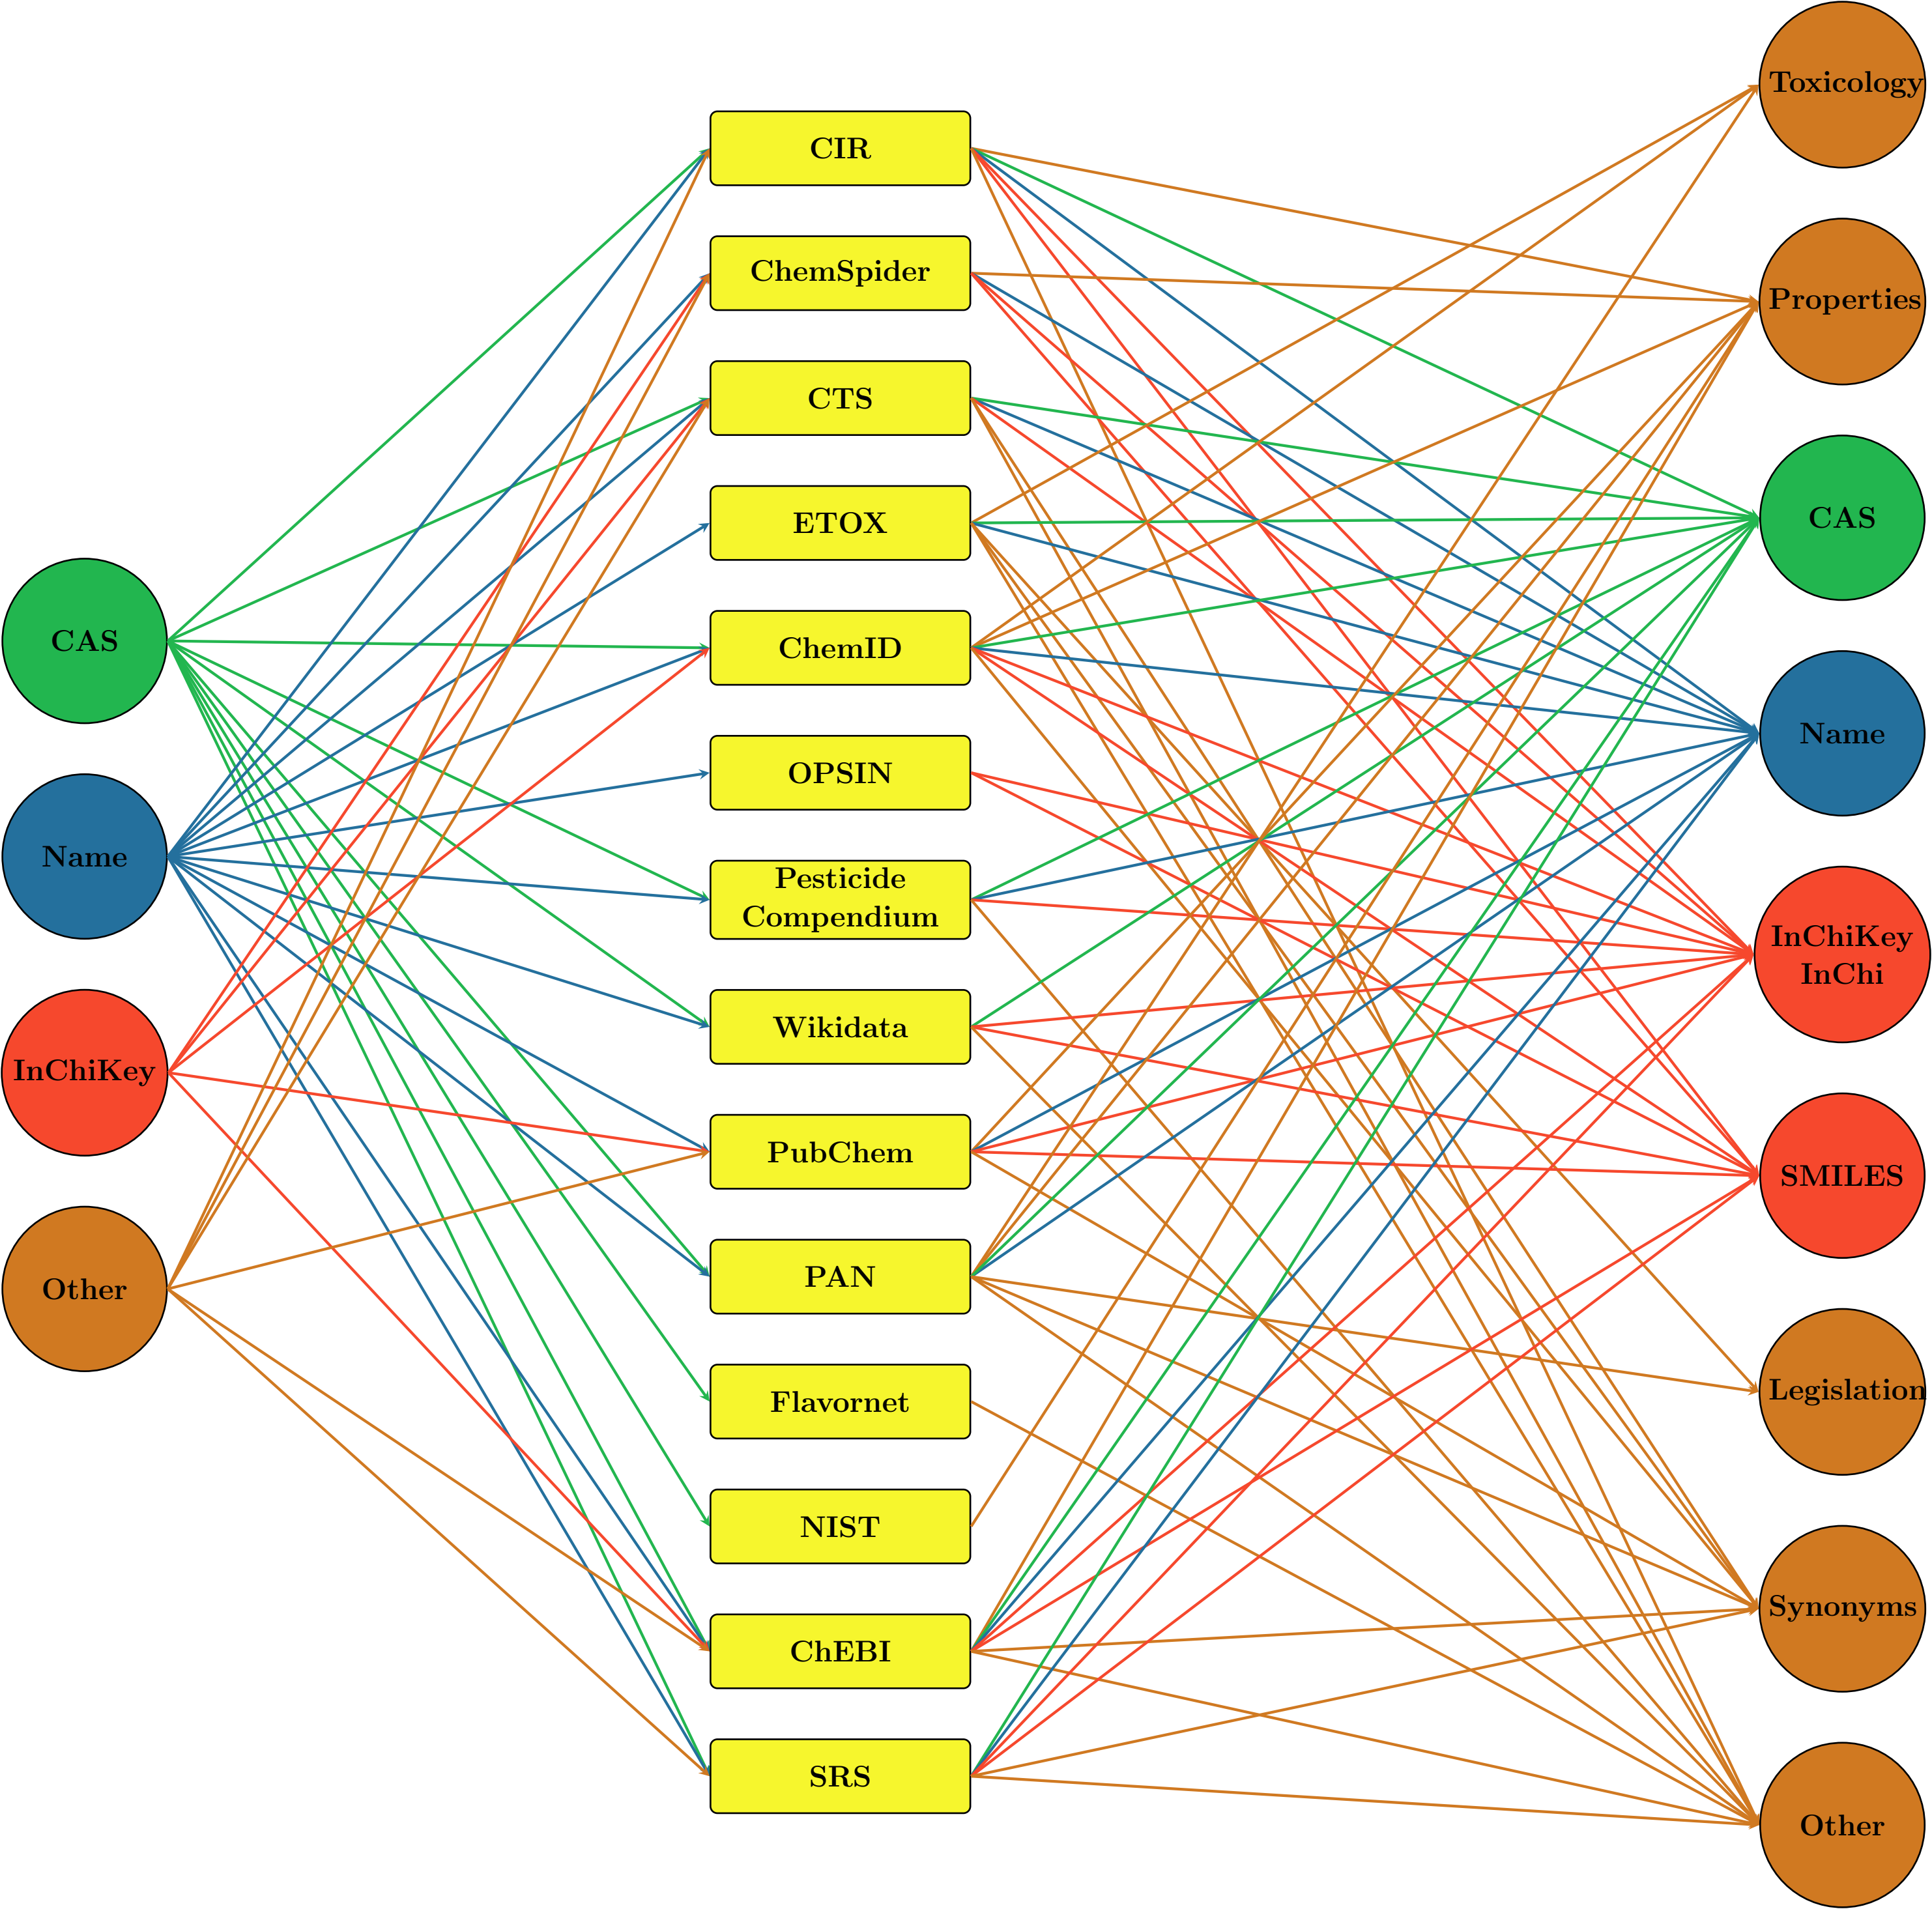 CAS
Name
InChiKey
Other
CIR
ChemSpider
CTS
ETOX
ChemID
OPSIN
Pesticide
Compendium
Wikidata
PubChem
PAN
Flavornet
NIST
ChEBI
SRS
Toxicology
Properties
CAS
Name
InChiKey
InChi
SMILES
Legislation
Synonyms
Other